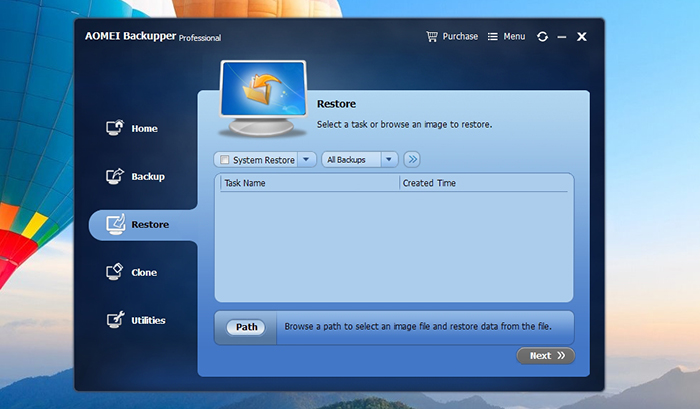 AOMEI Backupper Professional
Purchase
Menu
Home
Backup
Restore
Clone
Utilities
Restore
Select a task or browse an image to restore.
System Restore
All Backups
Task Name
Created Time
Path
Browse a path to select an image file and restore data from the file.
Next